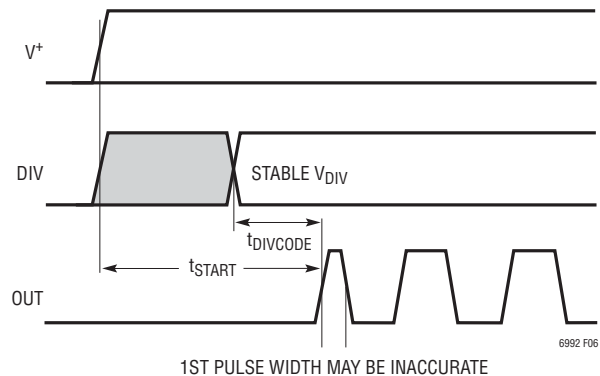 V+
DIV
STABLE VDIV
tDIVCODE
tSTART
OUT
6992 F06
1ST PULSE WIDTH MAY BE INACCURATE